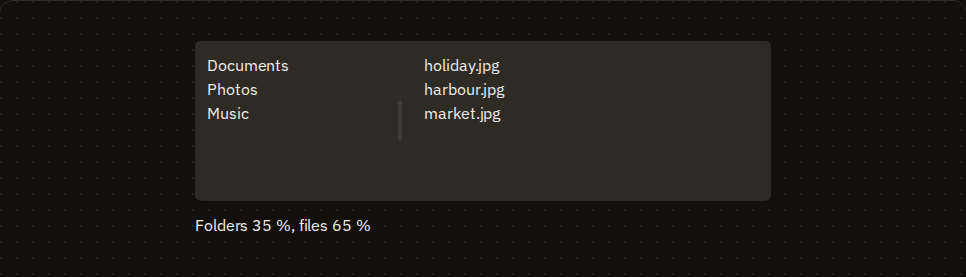 Documents
Photos
Music
holiday.jpg
harbour.jpg
market.jpg
Folders 35 %, files 65 %